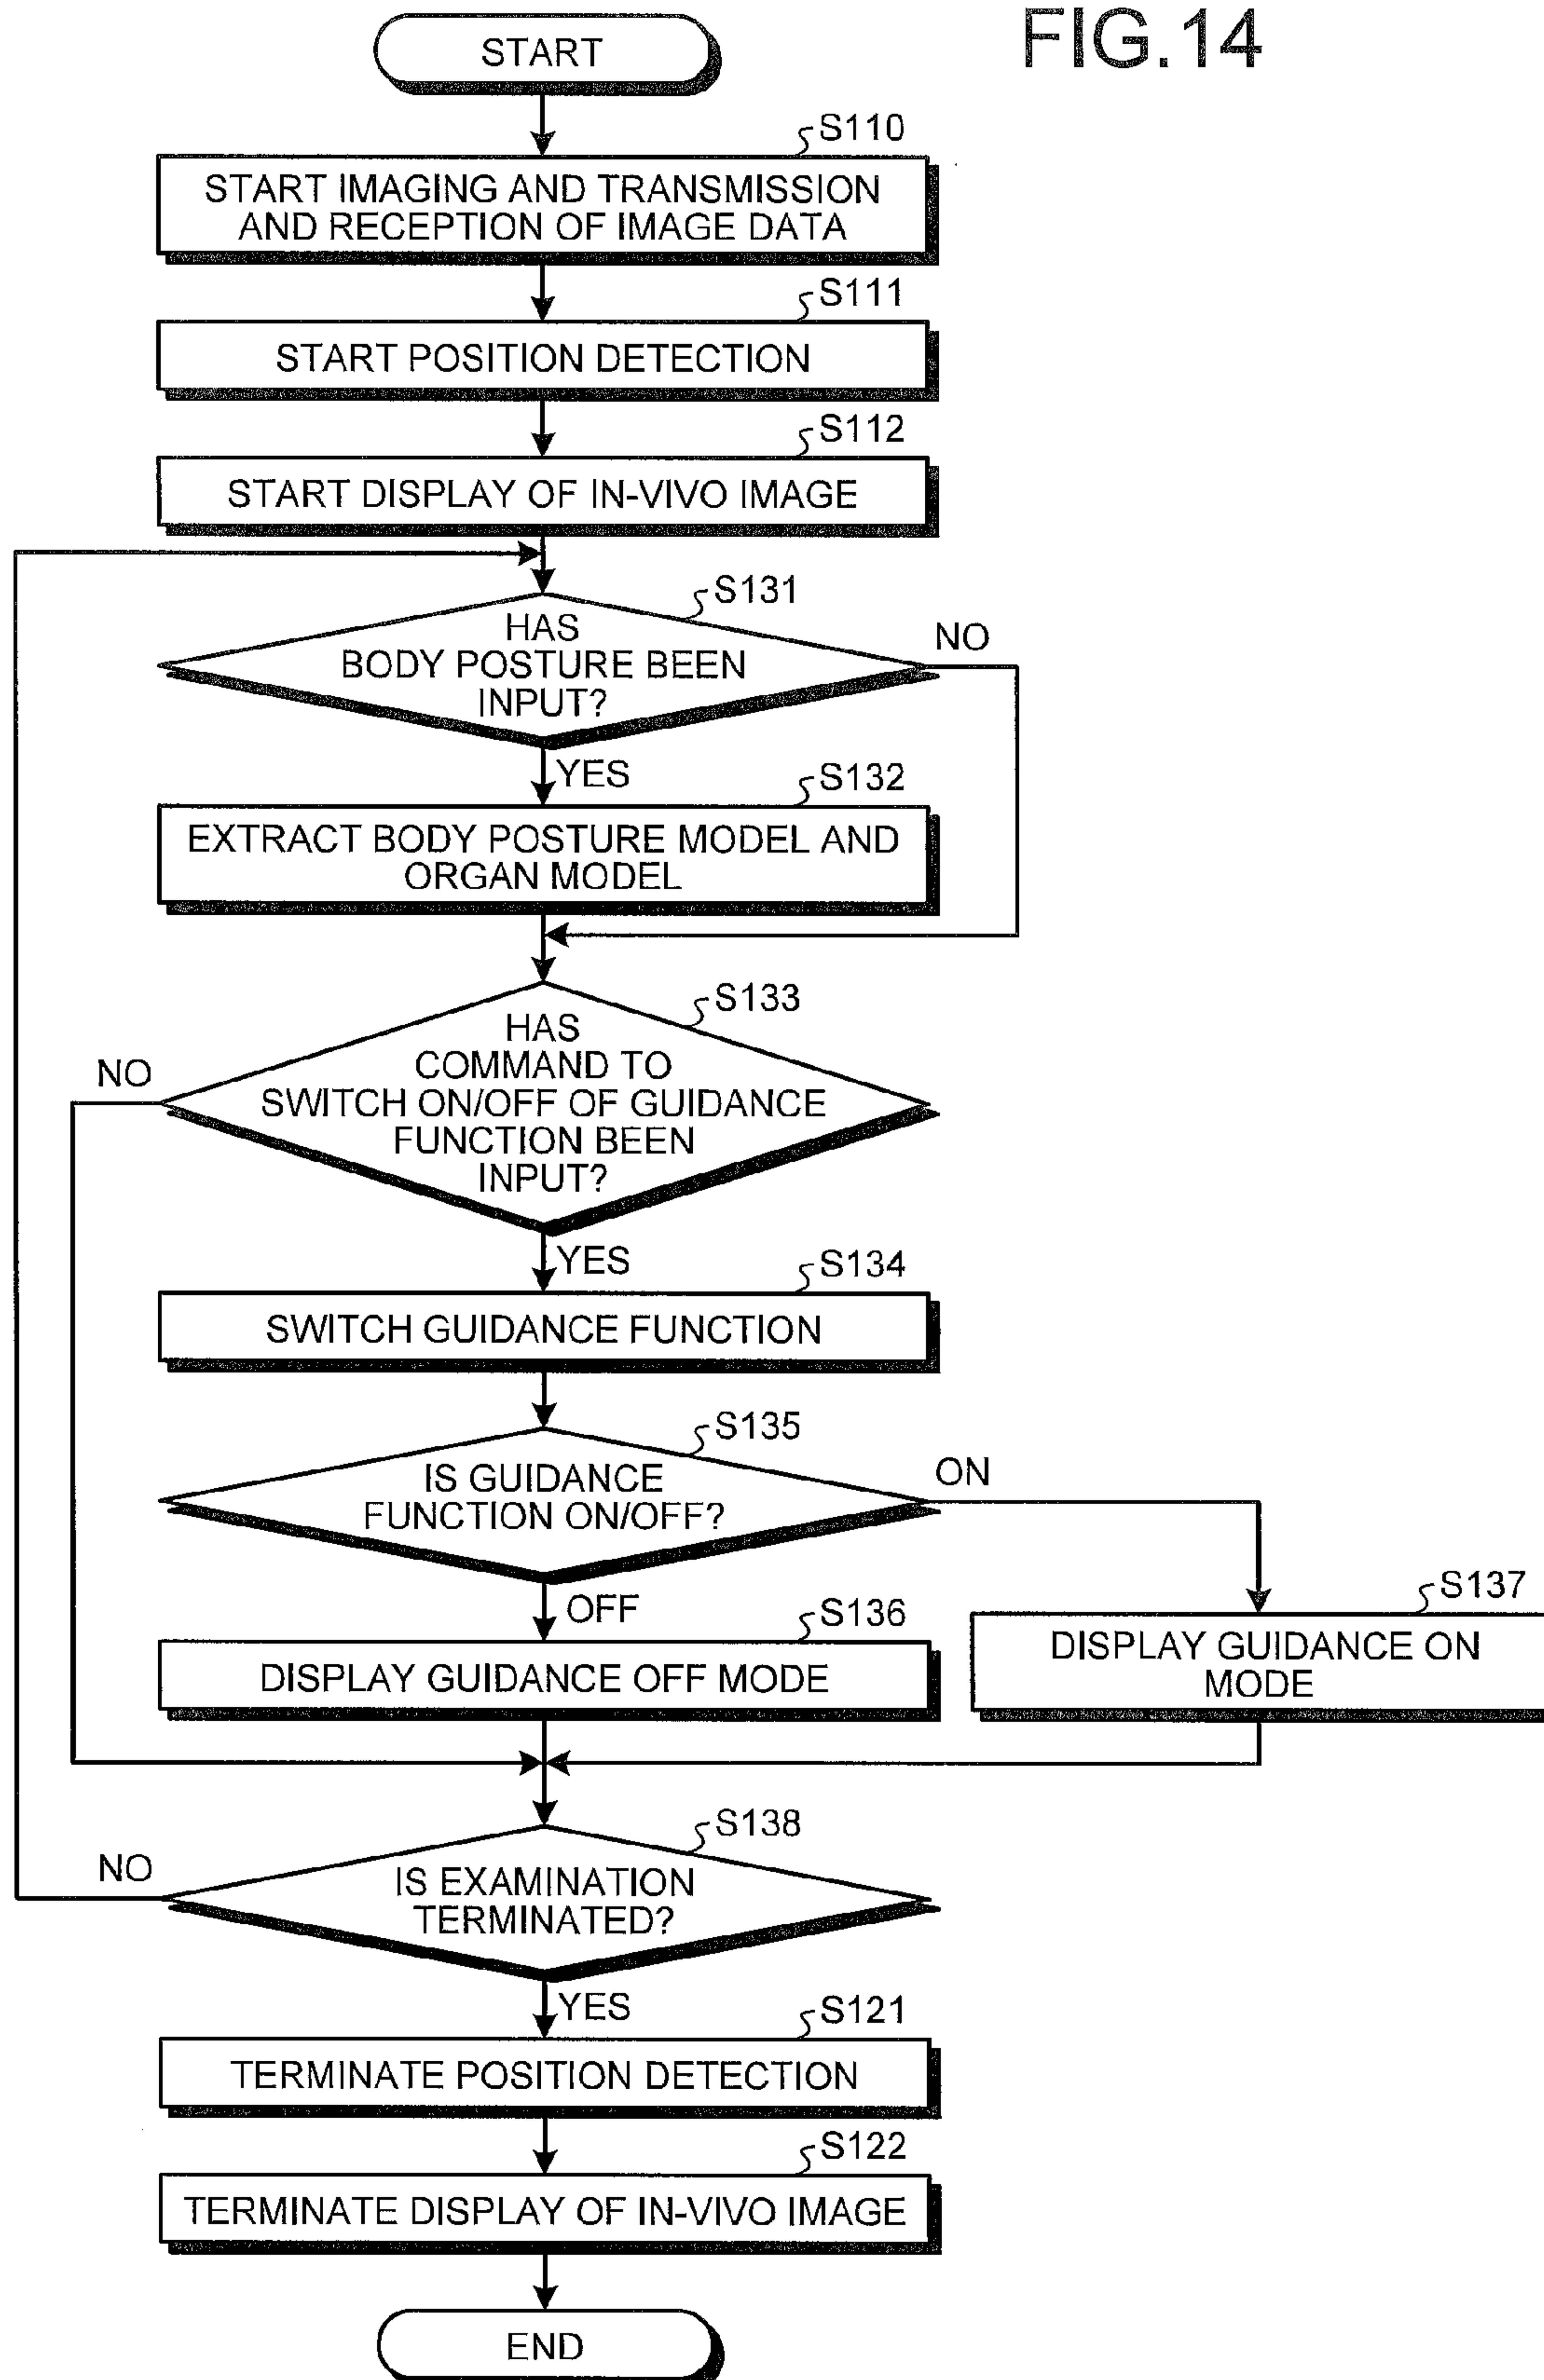 FIG.14
START
S110
START IMAGING AND TRANSMISSION
AND RECEPTION OF IMAGE DATA
S111
START POSITION DETECTION
S112
START DISPLAY OF IN-VIVO IMAGE
S131
HAS
BODY POSTURE BEEN
INPUT?
NO
YES
S132
EXTRACT BODY POSTURE MODEL AND
ORGAN MODEL
S133
HAS
COMMAND TO
SWITCH ON/OFF OF GUIDANCE
FUNCTION BEEN
INPUT?
NO
YES
S134
SWITCH GUIDANCE FUNCTION
S135
IS GUIDANCE
FUNCTION ON/OFF?
ON
OFF
S136
DISPLAY GUIDANCE OFF MODE
S137
DISPLAY GUIDANCE ON
MODE
S138
IS EXAMINATION
TERMINATED?
NO
YES
S121
TERMINATE POSITION DETECTION
S122
TERMINATE DISPLAY OF IN-VIVO IMAGE
END